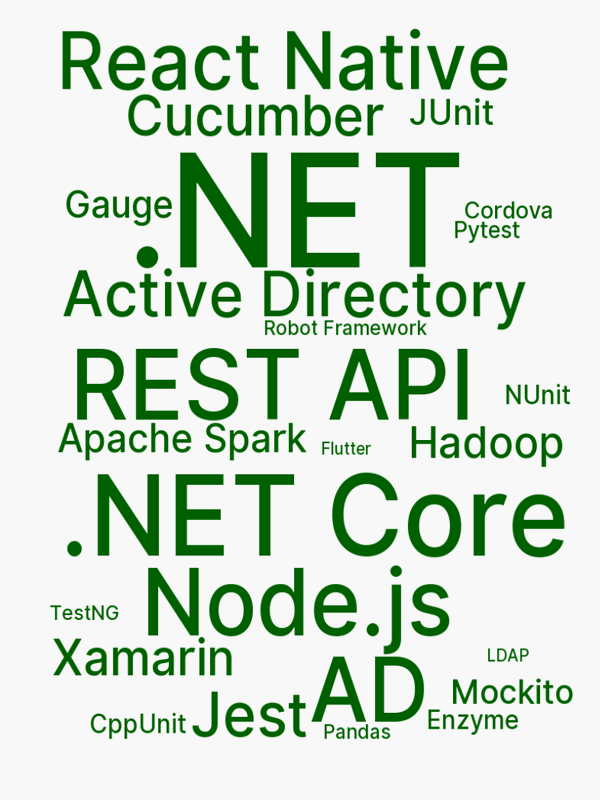 React Native
Cucumber JUnit
Gauge .NET Cordova
Pytest
Active Directory
Robot Framework
REST API NUnit
Apache Spark Flutter Hadoop
.NET Core
Node.js
TestNG
Xamarin AD LDAP
Mockito
CppUnit Jest Enzyme
Pandas